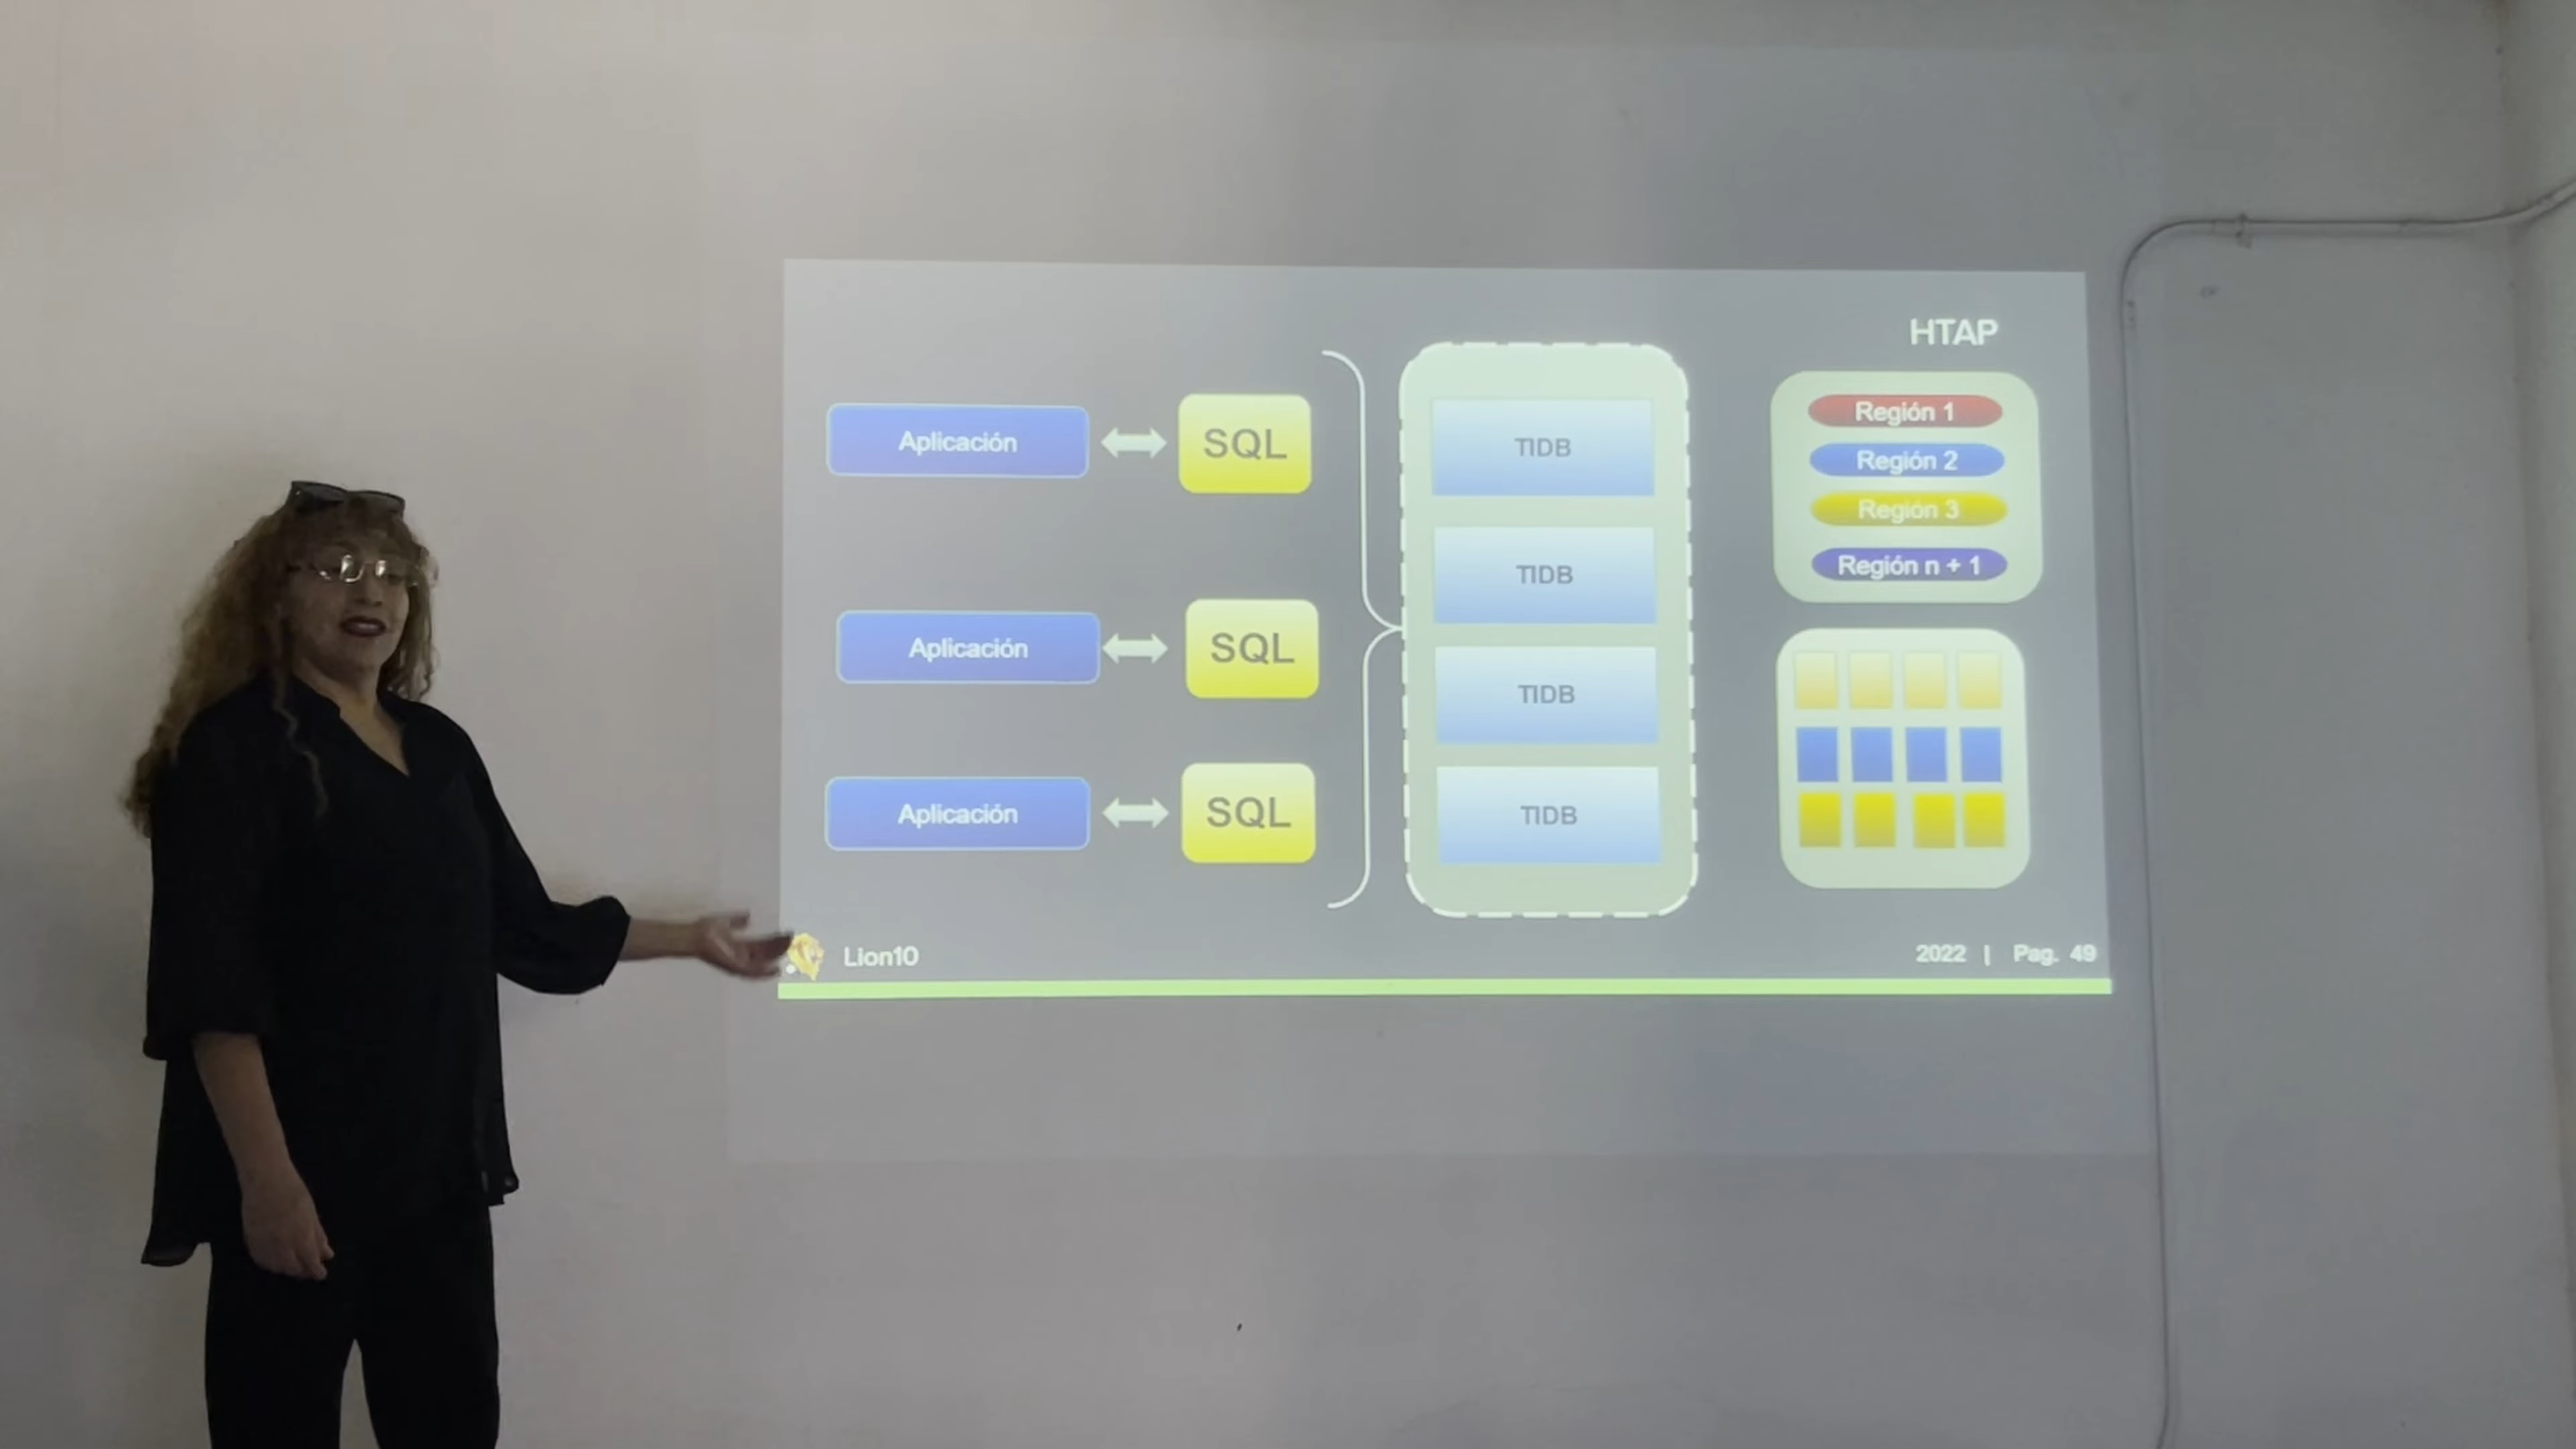 HTAP
Aplicación
SQL
Aplicación
SQL
Aplicación
SQL
TIDB
TIDB
TIDB
TIDB
Región 1
Región 2
Región 3
Región n + 1
Lion10
2022 | Pag. 49